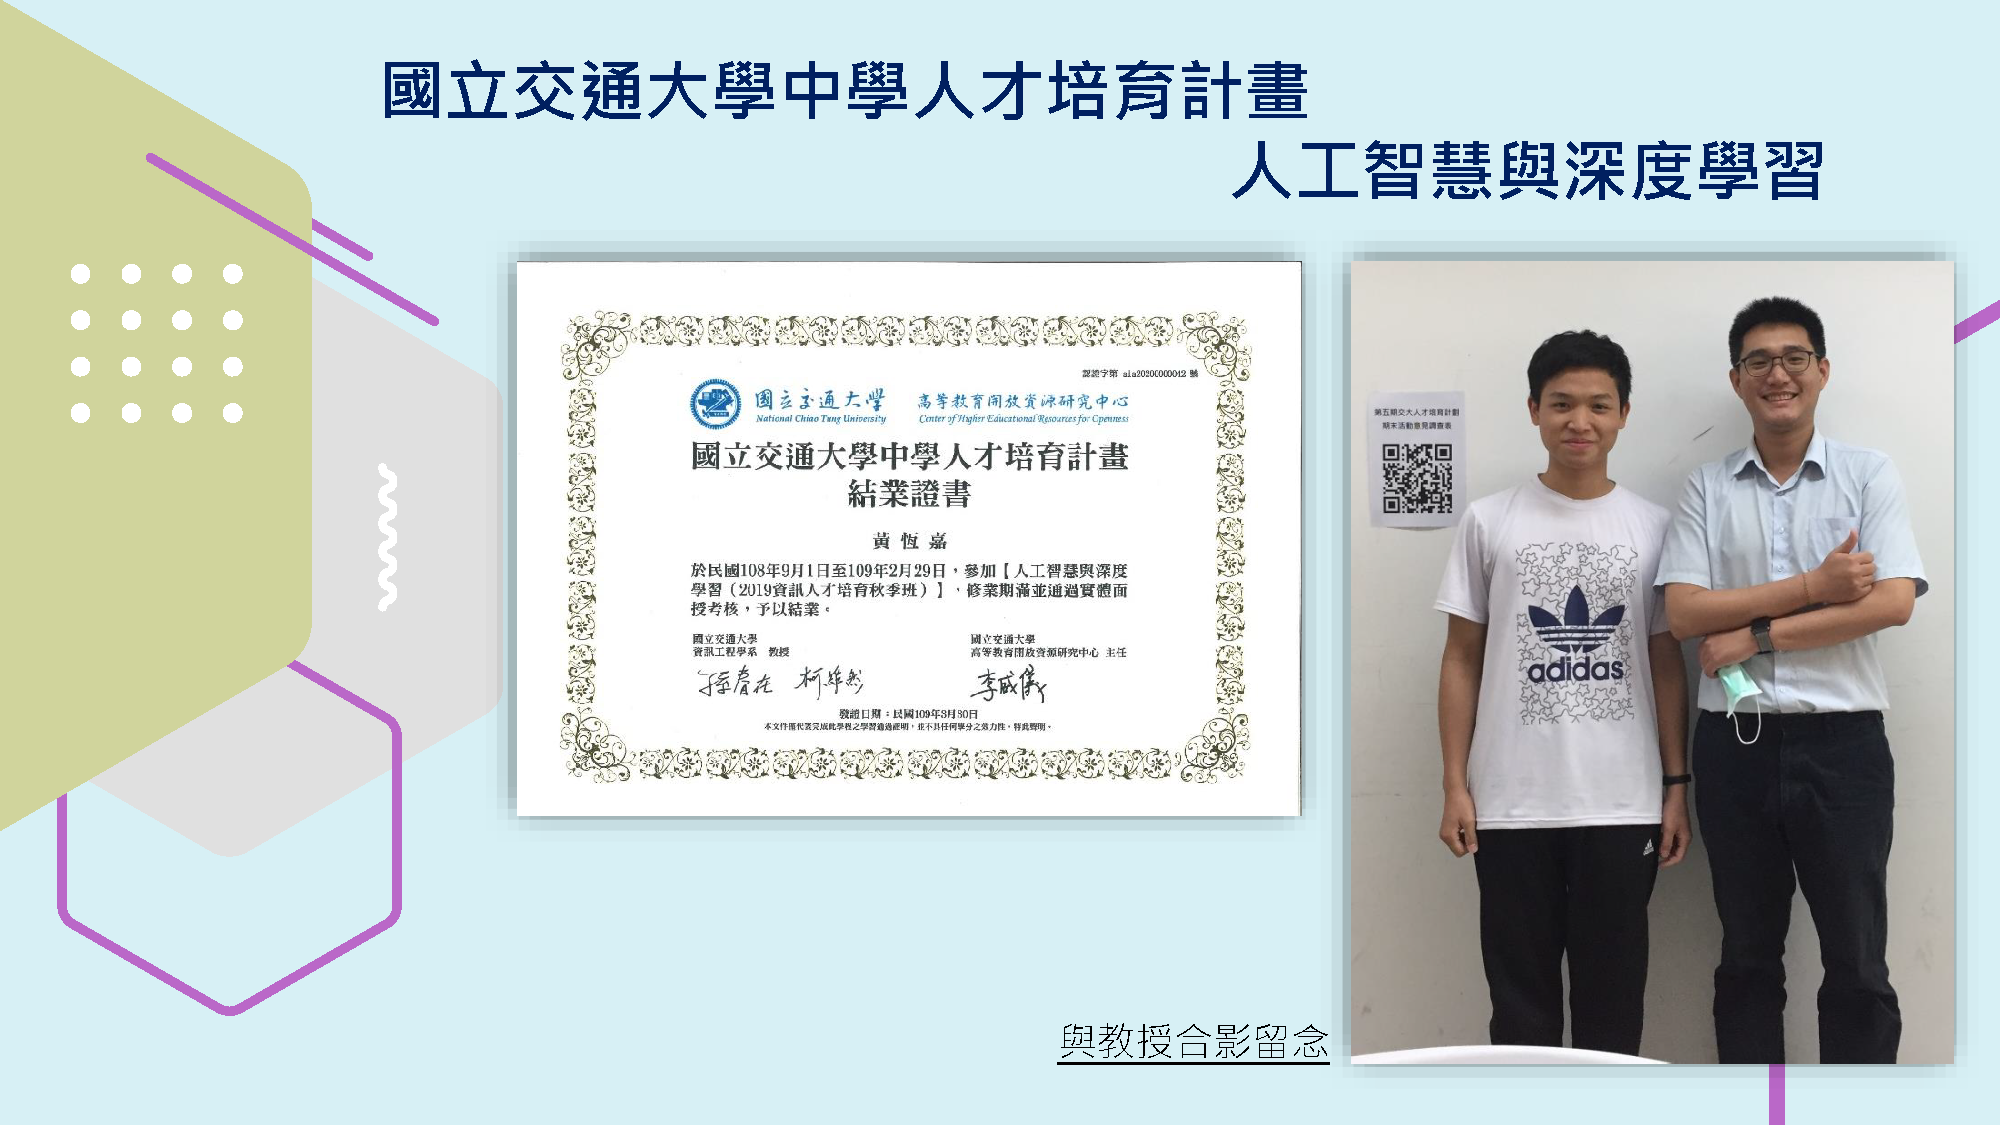 國立交通大學中學人才培育計畫
人工智慧與深度學習
認證字第 ala20200000042 號
國立交通大學 高等教育開放資源研究中心
National Chiao Tung University Center of Higher Educational Resources for Openness
國立交通大學中學人才培育計畫
結業證書
黃恆嘉
於民國108年9月1日至109年2月29日，參加【人工智慧與深度
學習（2019資訊人才培育秋季班）】，修業期滿並通過實體面
授考核，予以結業。
國立交通大學 國立交通大學
資訊工程學系 教授 高等教育開放資源研究中心 主任
李威儀
發證日期：民國109年3月30日
本文件僅代表完成此學程之學習通過證明，並不具任何學分之效力性，特此聲明。
第五期交大人才培育計劃
期末活動意見調查表
adidas
與教授合影留念